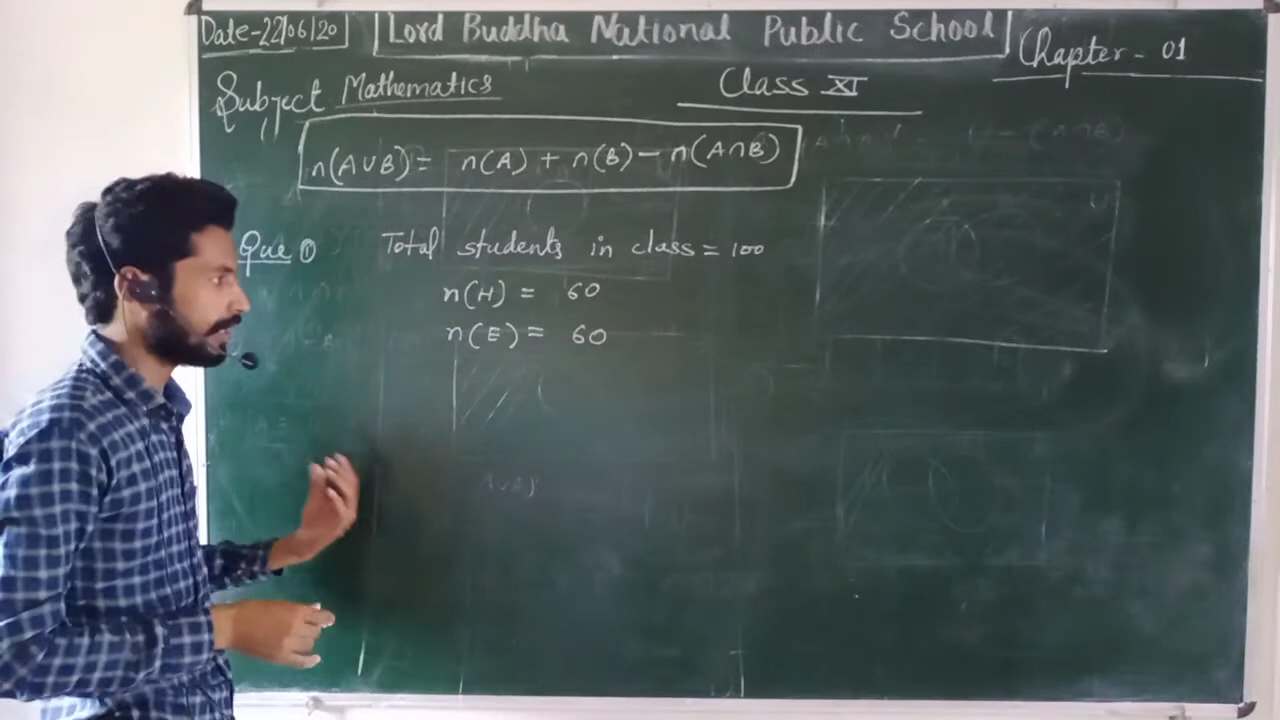 Date-22/06/20
Lord Buddha National Public School
Chapter - 01
Subject Mathematics
Class XI
n(A∪B) = n(A) + n(B) - n(A∩B)
Que ① Total students in class = 100
n(H) = 60
n(E) = 60